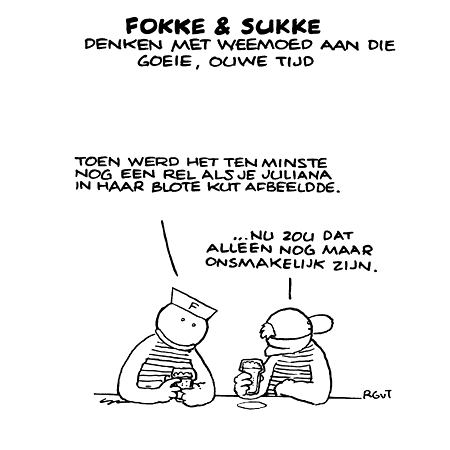 FOKKE & SUKKE
DENKEN MET WEEMOED AAN DIE
GOEIE, OUWE TIJD
TOEN WERD HET TEN MINSTE
NOG EEN REL ALS JE JULIANA
IN HAAR BLOTE KUT AFBEELDDE.
...NU ZOU DAT
ALLEEN NOG MAAR
ONSMAKELIJK ZIJN.
F
RGVT